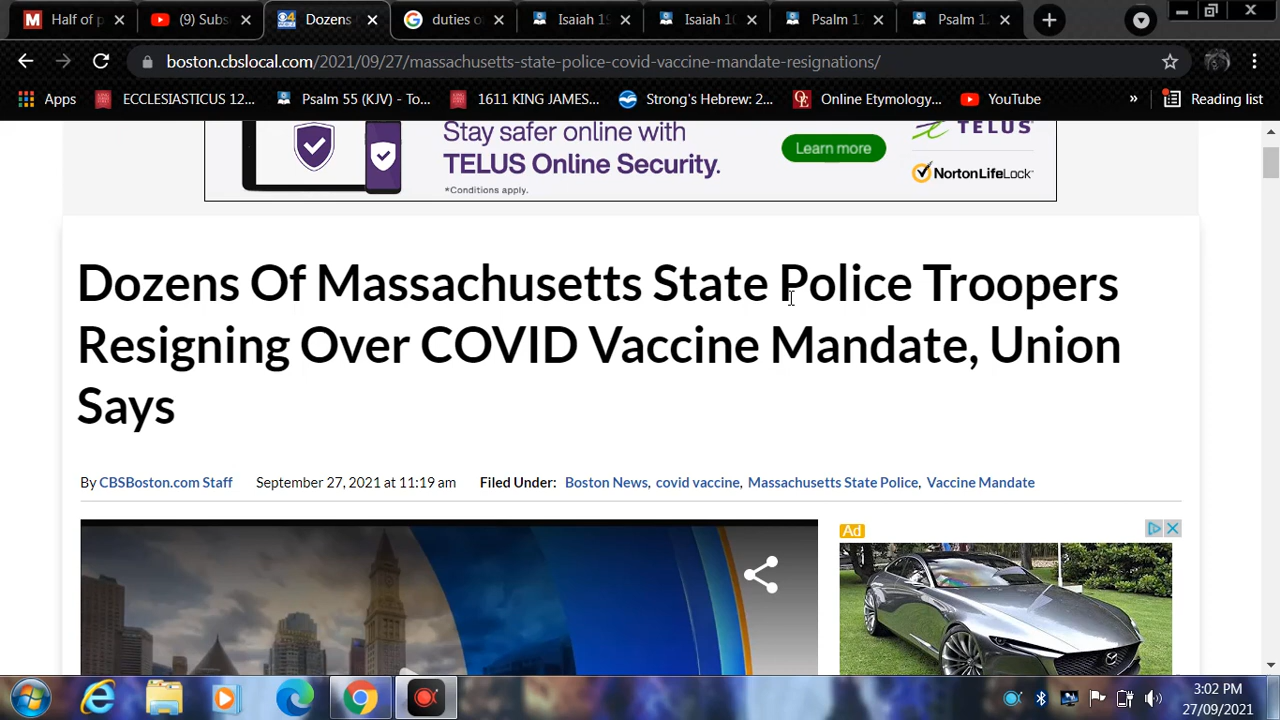 Half of p
(9) Subs
Dozens
duties o
Isaiah 1
Isaiah 1
Psalm 1
Psalm 1
boston.cbslocal.com/2021/09/27/massachusetts-state-police-covid-vaccine-mandate-resignations/
Apps
ECCLESIASTICUS 12...
Psalm 55 (KJV) - To...
1611 KING JAMES...
Strong's Hebrew: 2...
Online Etymology...
YouTube
»
Reading list
Stay safer online with
TELUS Online Security.
*Conditions apply.
Learn more
TELUS
NortonLifeLock
Dozens Of Massachusetts State Police Troopers
Resigning Over COVID Vaccine Mandate, Union
Says
By CBSBoston.com Staff September 27, 2021 at 11:19 am Filed Under: Boston News, covid vaccine, Massachusetts State Police, Vaccine Mandate
Ad
3:02 PM
27/09/2021